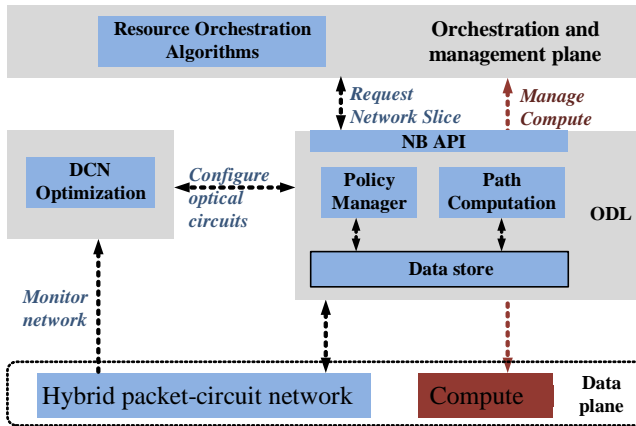 Resource Orchestration
Algorithms
Orchestration and
management plane
Request
Network Slice
Manage
Compute
NB API
DCN
Optimization
Configure
optical
circuits
Policy
Manager
Path
Computation
ODL
Data store
Monitor
network
Hybrid packet-circuit network
Compute
Data
plane